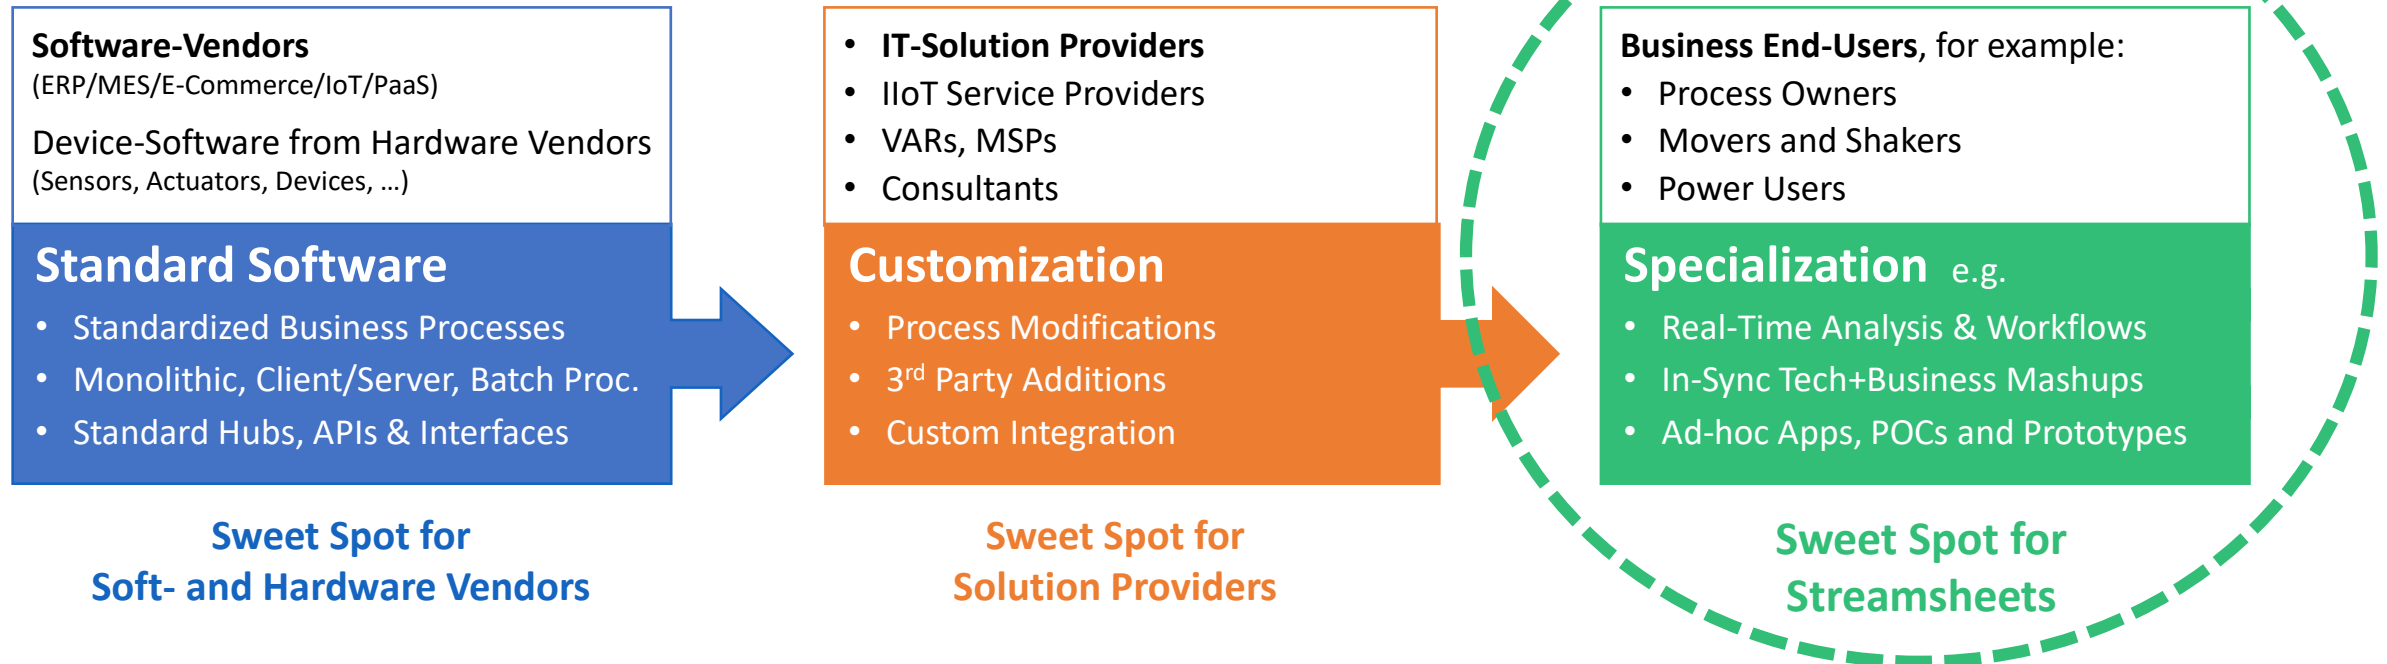 Software-Vendors
(ERP/MES/E-Commerce/IoT/PaaS)
Device-Software from Hardware Vendors
(Sensors, Actuators, Devices, ...)
Standard Software
• Standardized Business Processes
• Monolithic, Client/Server, Batch Proc.
• Standard Hubs, APIs & Interfaces
Sweet Spot for
Soft- and Hardware Vendors
• IT-Solution Providers
• IIoT Service Providers
• VARs, MSPs
• Consultants
Customization
• Process Modifications
• 3rd Party Additions
• Custom Integration
Sweet Spot for
Solution Providers
Business End-Users, for example:
• Process Owners
• Movers and Shakers
• Power Users
Specialization e.g.
• Real-Time Analysis & Workflows
• In-Sync Tech+Business Mashups
• Ad-hoc Apps, POCs and Prototypes
Sweet Spot for
Streamsheets